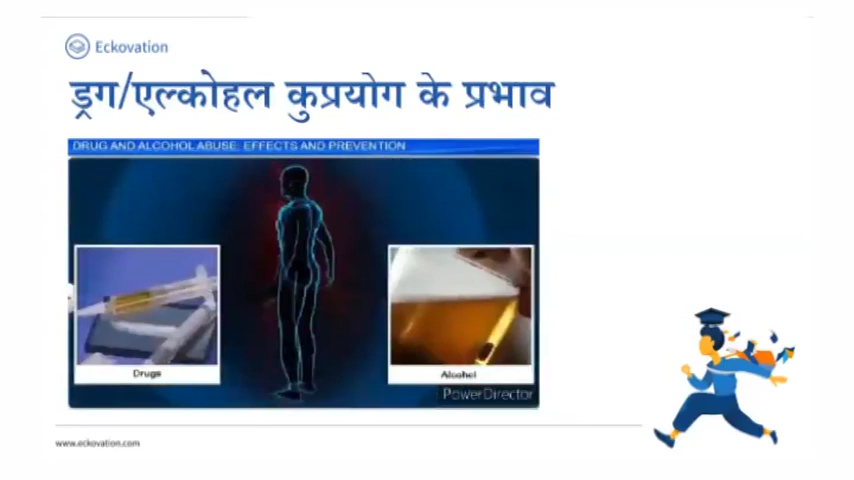 Eckovation
ड्रग/एल्कोहल कुप्रयोग के प्रभाव
DRUG AND ALCOHOL ABUSE: EFFECTS AND PREVENTION
Drugs
Alcohol
PowerDirector
www.eckovation.com